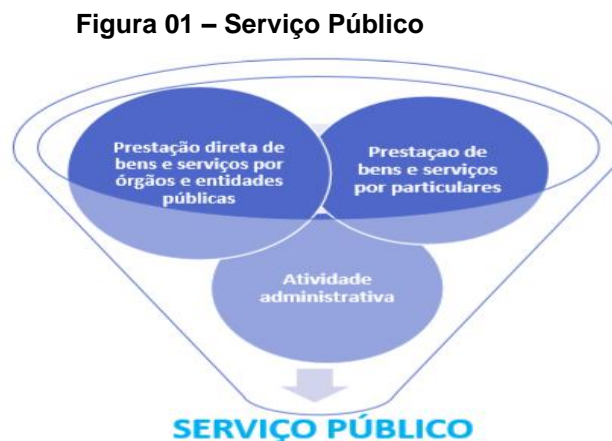 Figura 01 – Serviço Público
Prestação direta de
bens e serviços por
órgãos e entidades
públicas
Prestaçao de
bens e serviços
por particulares
Atividade
administrativa
SERVIÇO PÚBLICO